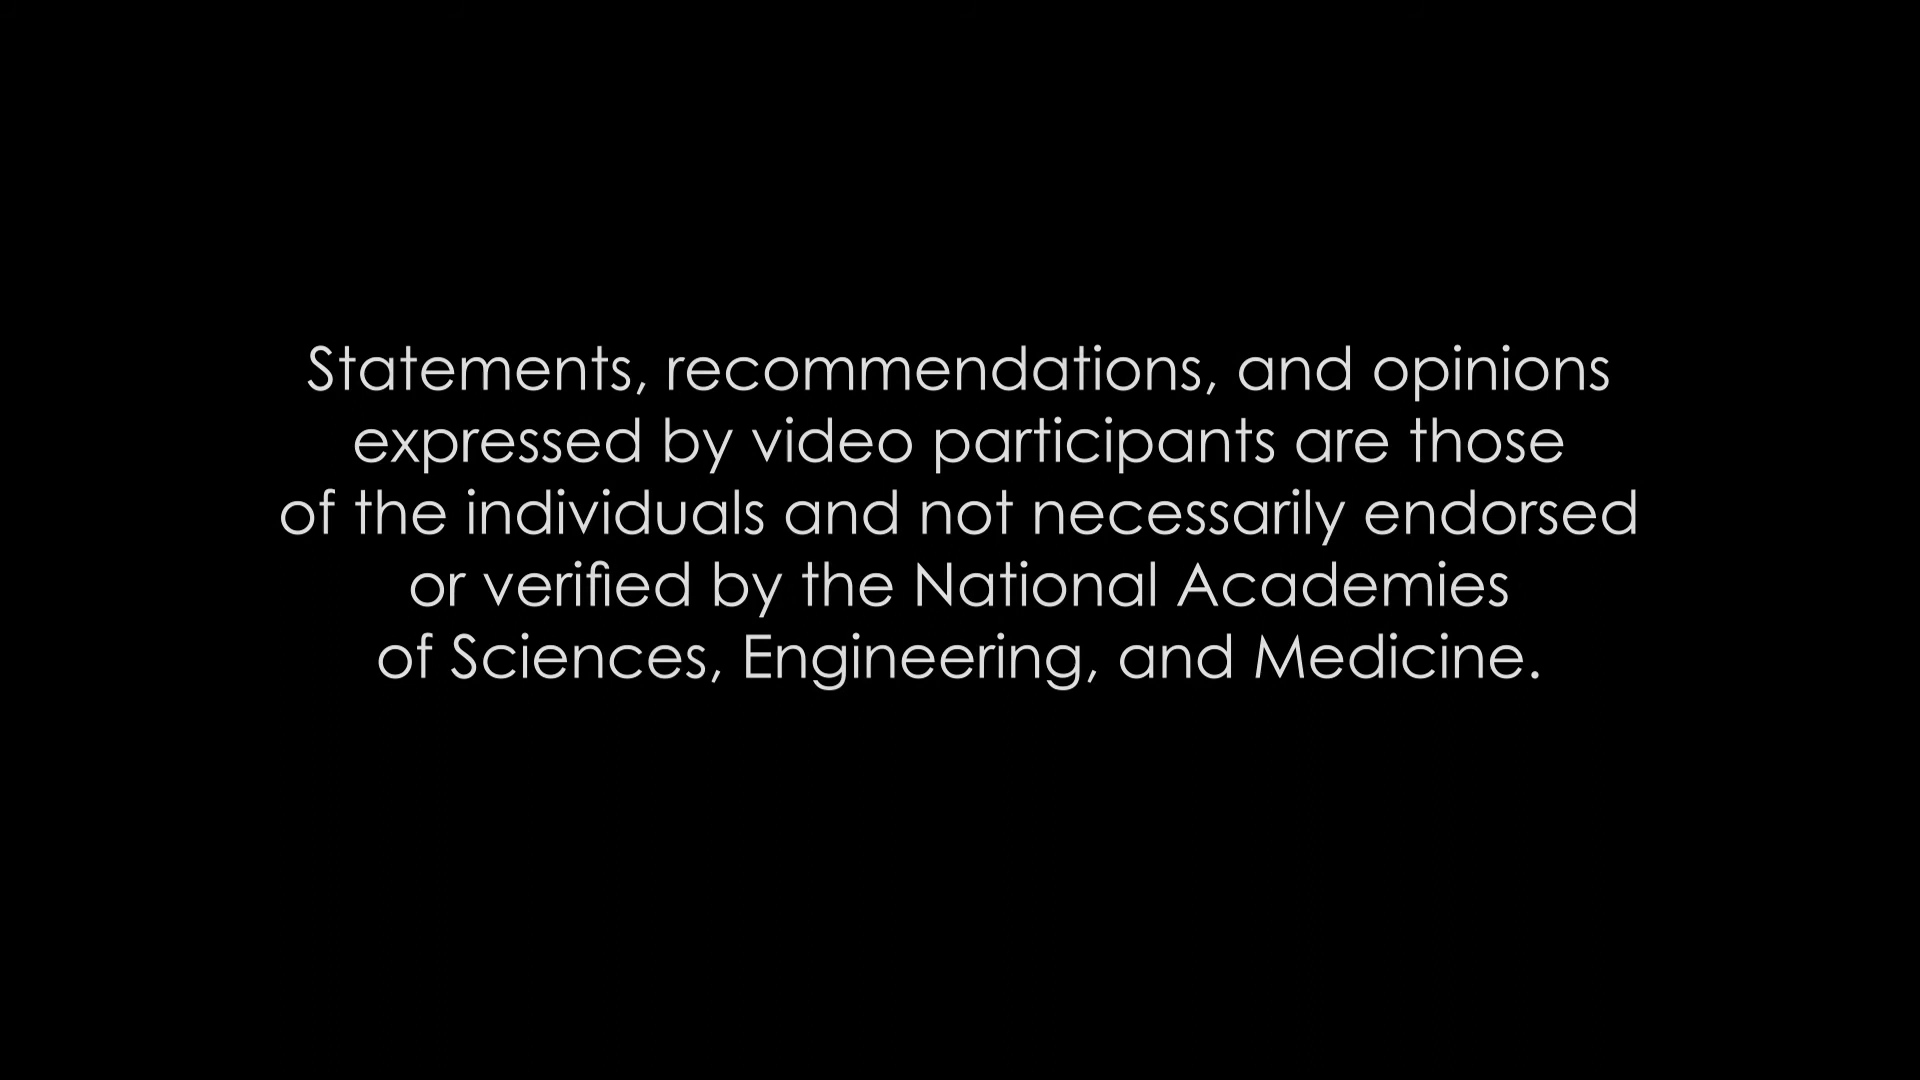 Statements, recommendations, and opinions
expressed by video participants are those
of the individuals and not necessarily endorsed
or verified by the National Academies
of Sciences, Engineering, and Medicine.